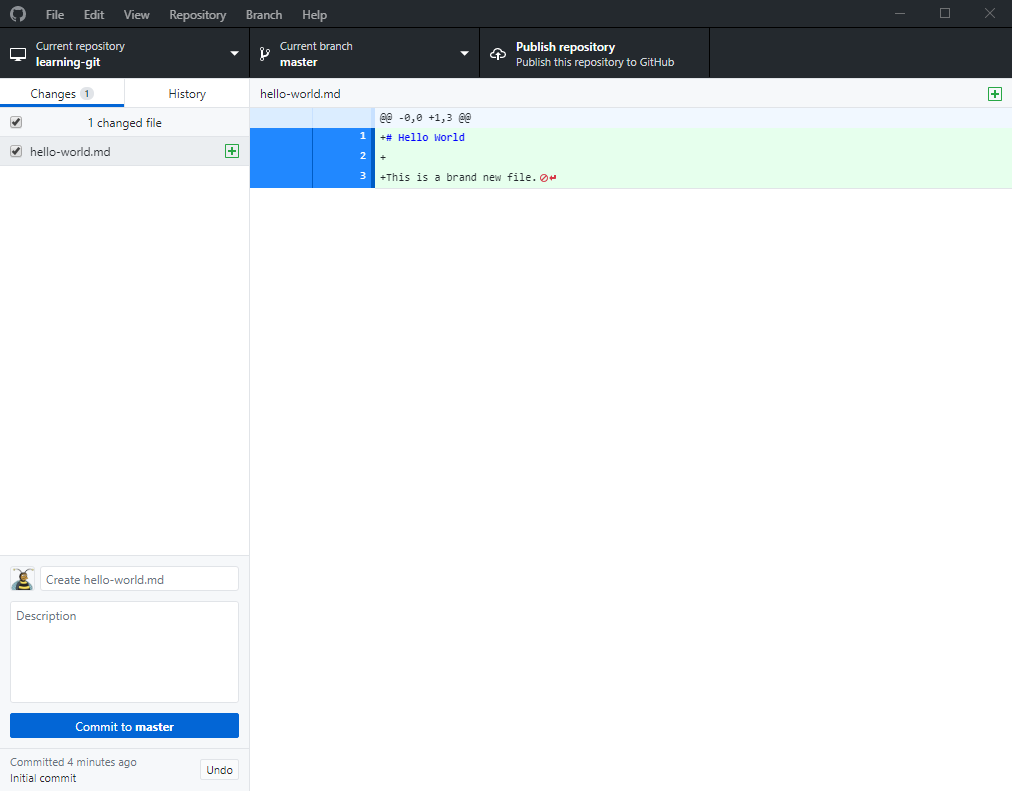 File Edit View Repository Branch Help
Current repository
learning-git
Current branch
master
Publish repository
Publish this repository to GitHub
Changes 1
History
hello-world.md
1 changed file
hello-world.md
@@ -0,0 +1,3 @@
1 +# Hello World
2 +
3 +This is a brand new file.
Create hello-world.md
Description
Commit to master
Committed 4 minutes ago
Initial commit
Undo